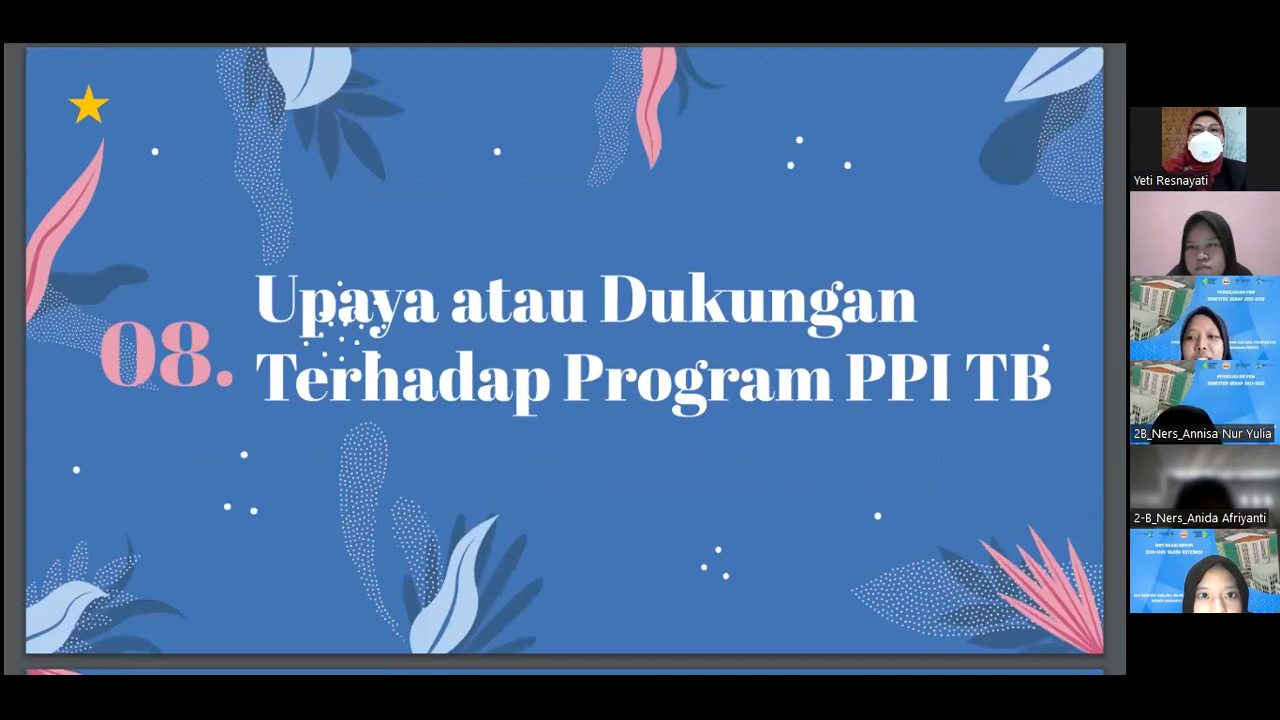 08.
Upaya atau Dukungan
Terhadap Program PPI TB
Yeti Resnayati
2B_Ners_Annisa Nur Yulia
2-B_Ners_Anida Afriyanti